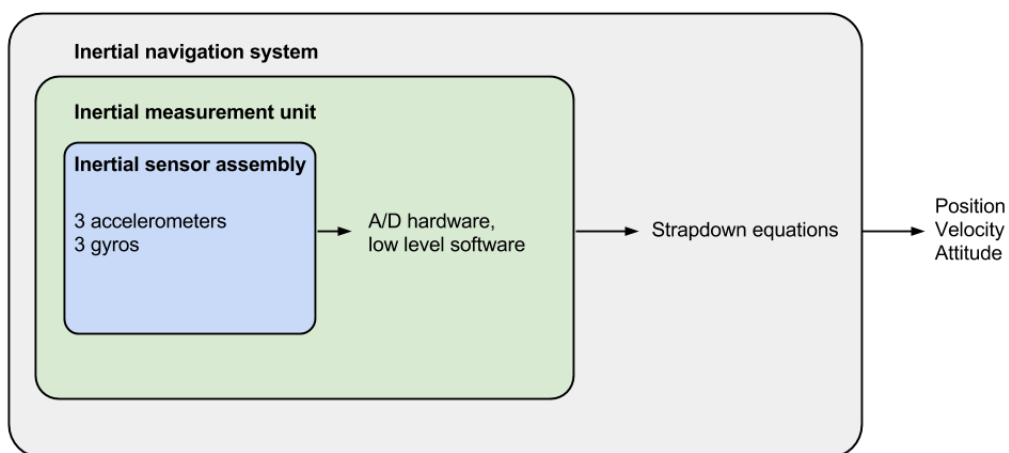 Inertial navigation system
Inertial measurement unit
Inertial sensor assembly
3 accelerometers
3 gyros
A/D hardware,
low level software
Strapdown equations
Position
Velocity
Attitude